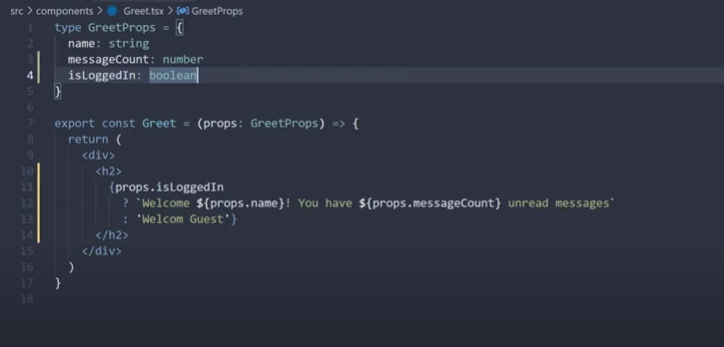 src > components > Greet.tsx > GreetProps
1 type GreetProps = {
2 name: string
3 messageCount: number
4 isLoggedIn: boolean
5 }
6
7 export const Greet = (props: GreetProps) => {
8 return (
9 <div>
10 <h2>
11 {props.isLoggedIn
12 ? `Welcome ${props.name}! You have ${props.messageCount} unread messages`
13 : 'Welcom Guest'}
14 </h2>
15 </div>
16 )
17 }
18